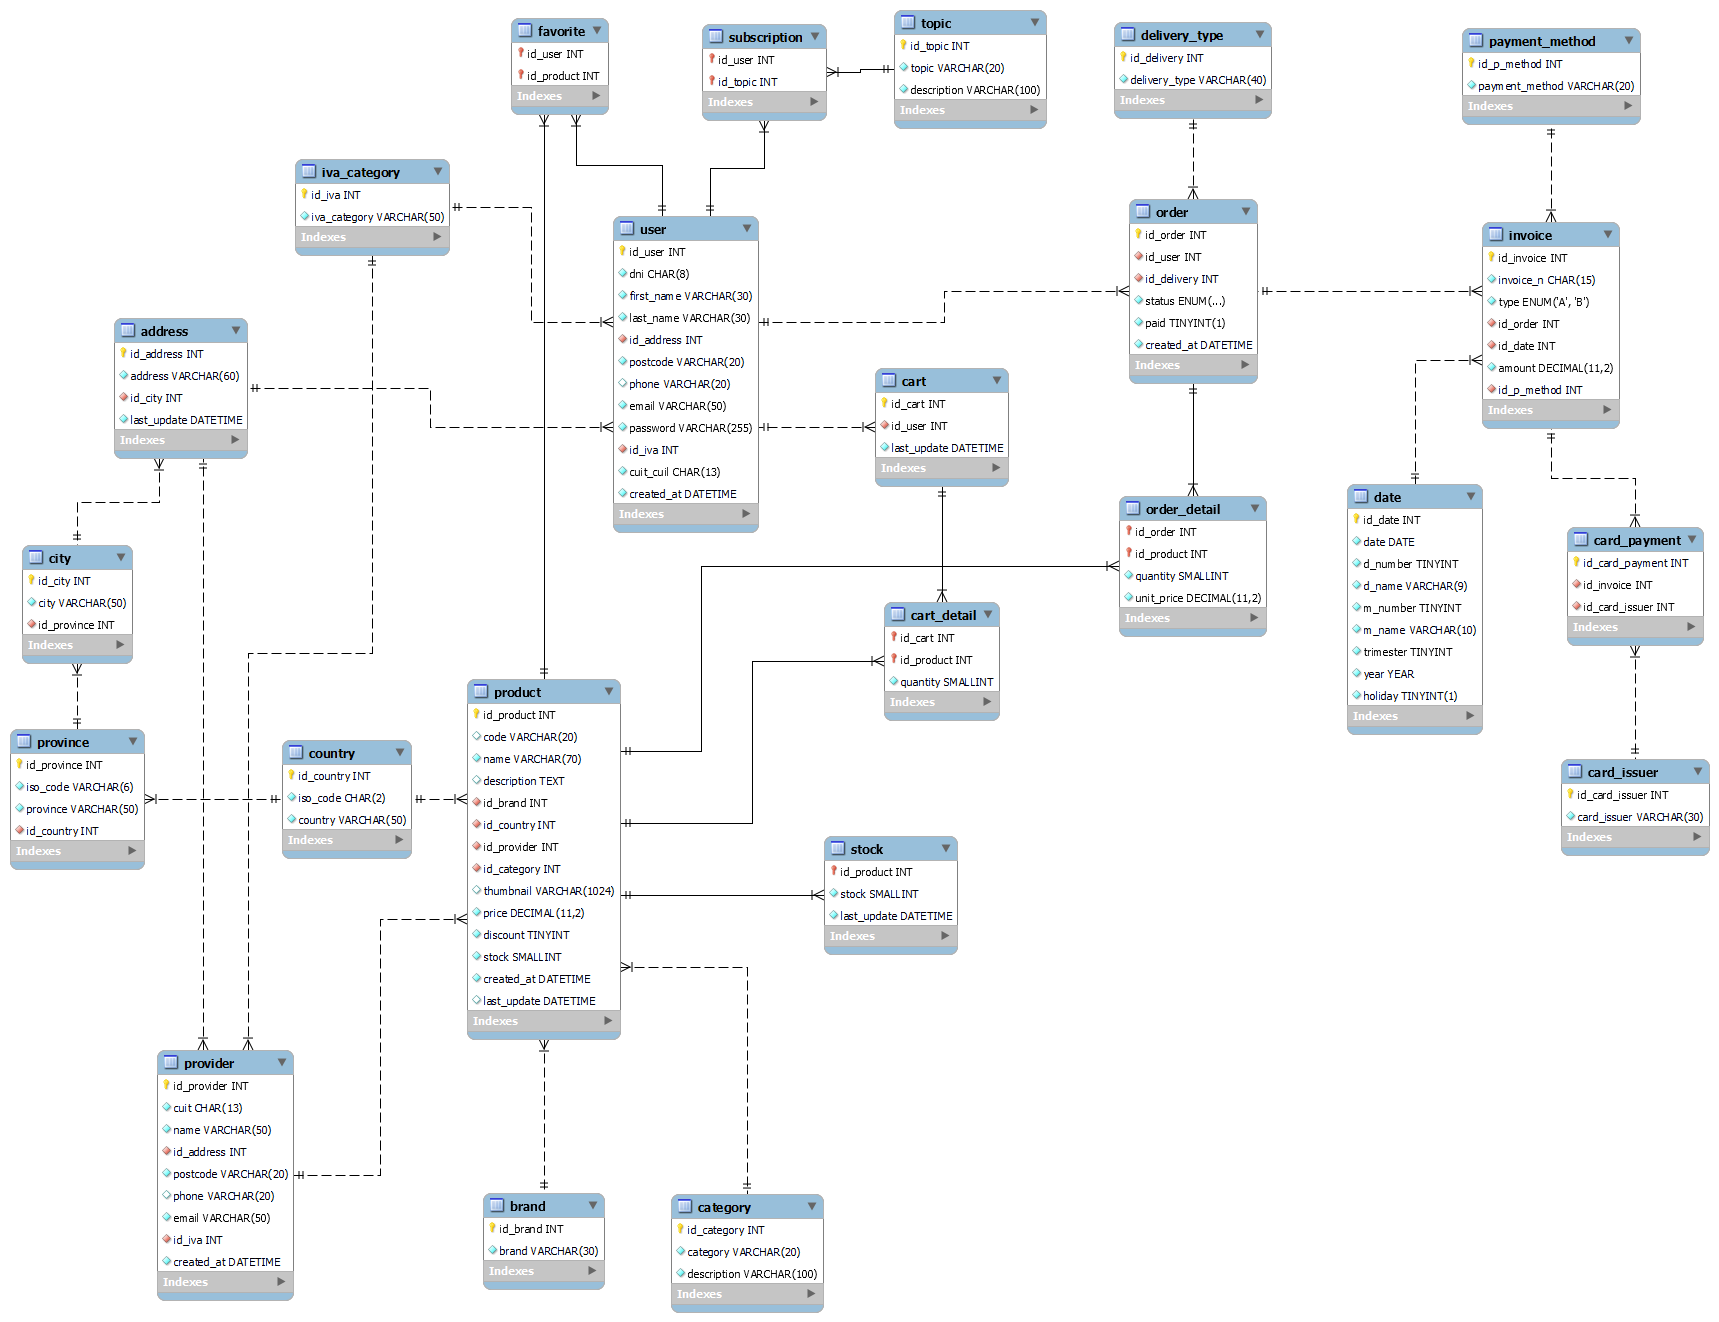 favorite
id_user INT
id_product INT
Indexes
subscription
id_user INT
id_topic INT
Indexes
topic
id_topic INT
topic VARCHAR(20)
description VARCHAR(100)
Indexes
delivery_type
id_delivery INT
delivery_type VARCHAR(40)
Indexes
payment_method
id_p_method INT
payment_method VARCHAR(20)
Indexes
iva_category
id_iva INT
iva_category VARCHAR(50)
Indexes
user
id_user INT
dni CHAR(8)
first_name VARCHAR(30)
last_name VARCHAR(30)
id_address INT
postcode VARCHAR(20)
phone VARCHAR(20)
email VARCHAR(50)
password VARCHAR(255)
id_iva INT
cuit_cuil CHAR(13)
created_at DATETIME
Indexes
order
id_order INT
id_user INT
id_delivery INT
status ENUM(...)
paid TINYINT(1)
created_at DATETIME
Indexes
invoice
id_invoice INT
invoice_n CHAR(15)
type ENUM('A', 'B')
id_order INT
id_date INT
amount DECIMAL(11,2)
id_p_method INT
Indexes
address
id_address INT
address VARCHAR(60)
id_city INT
last_update DATETIME
Indexes
cart
id_cart INT
id_user INT
last_update DATETIME
Indexes
order_detail
id_order INT
id_product INT
quantity SMALLINT
unit_price DECIMAL(11,2)
Indexes
date
id_date INT
date DATE
d_number TINYINT
d_name VARCHAR(9)
m_number TINYINT
m_name VARCHAR(10)
trimester TINYINT
year YEAR
holiday TINYINT(1)
Indexes
card_payment
id_card_payment INT
id_invoice INT
id_card_issuer INT
Indexes
city
id_city INT
city VARCHAR(50)
id_province INT
Indexes
cart_detail
id_cart INT
id_product INT
quantity SMALLINT
Indexes
product
id_product INT
code VARCHAR(20)
name VARCHAR(70)
description TEXT
id_brand INT
id_country INT
id_provider INT
id_category INT
thumbnail VARCHAR(1024)
price DECIMAL(11,2)
discount TINYINT
stock SMALLINT
created_at DATETIME
last_update DATETIME
Indexes
province
id_province INT
iso_code VARCHAR(6)
province VARCHAR(50)
id_country INT
Indexes
country
id_country INT
iso_code CHAR(2)
country VARCHAR(50)
Indexes
card_issuer
id_card_issuer INT
card_issuer VARCHAR(30)
Indexes
stock
id_product INT
stock SMALLINT
last_update DATETIME
Indexes
provider
id_provider INT
cuit CHAR(13)
name VARCHAR(50)
id_address INT
postcode VARCHAR(20)
phone VARCHAR(20)
email VARCHAR(50)
id_iva INT
created_at DATETIME
Indexes
brand
id_brand INT
brand VARCHAR(30)
Indexes
category
id_category INT
category VARCHAR(20)
description VARCHAR(100)
Indexes